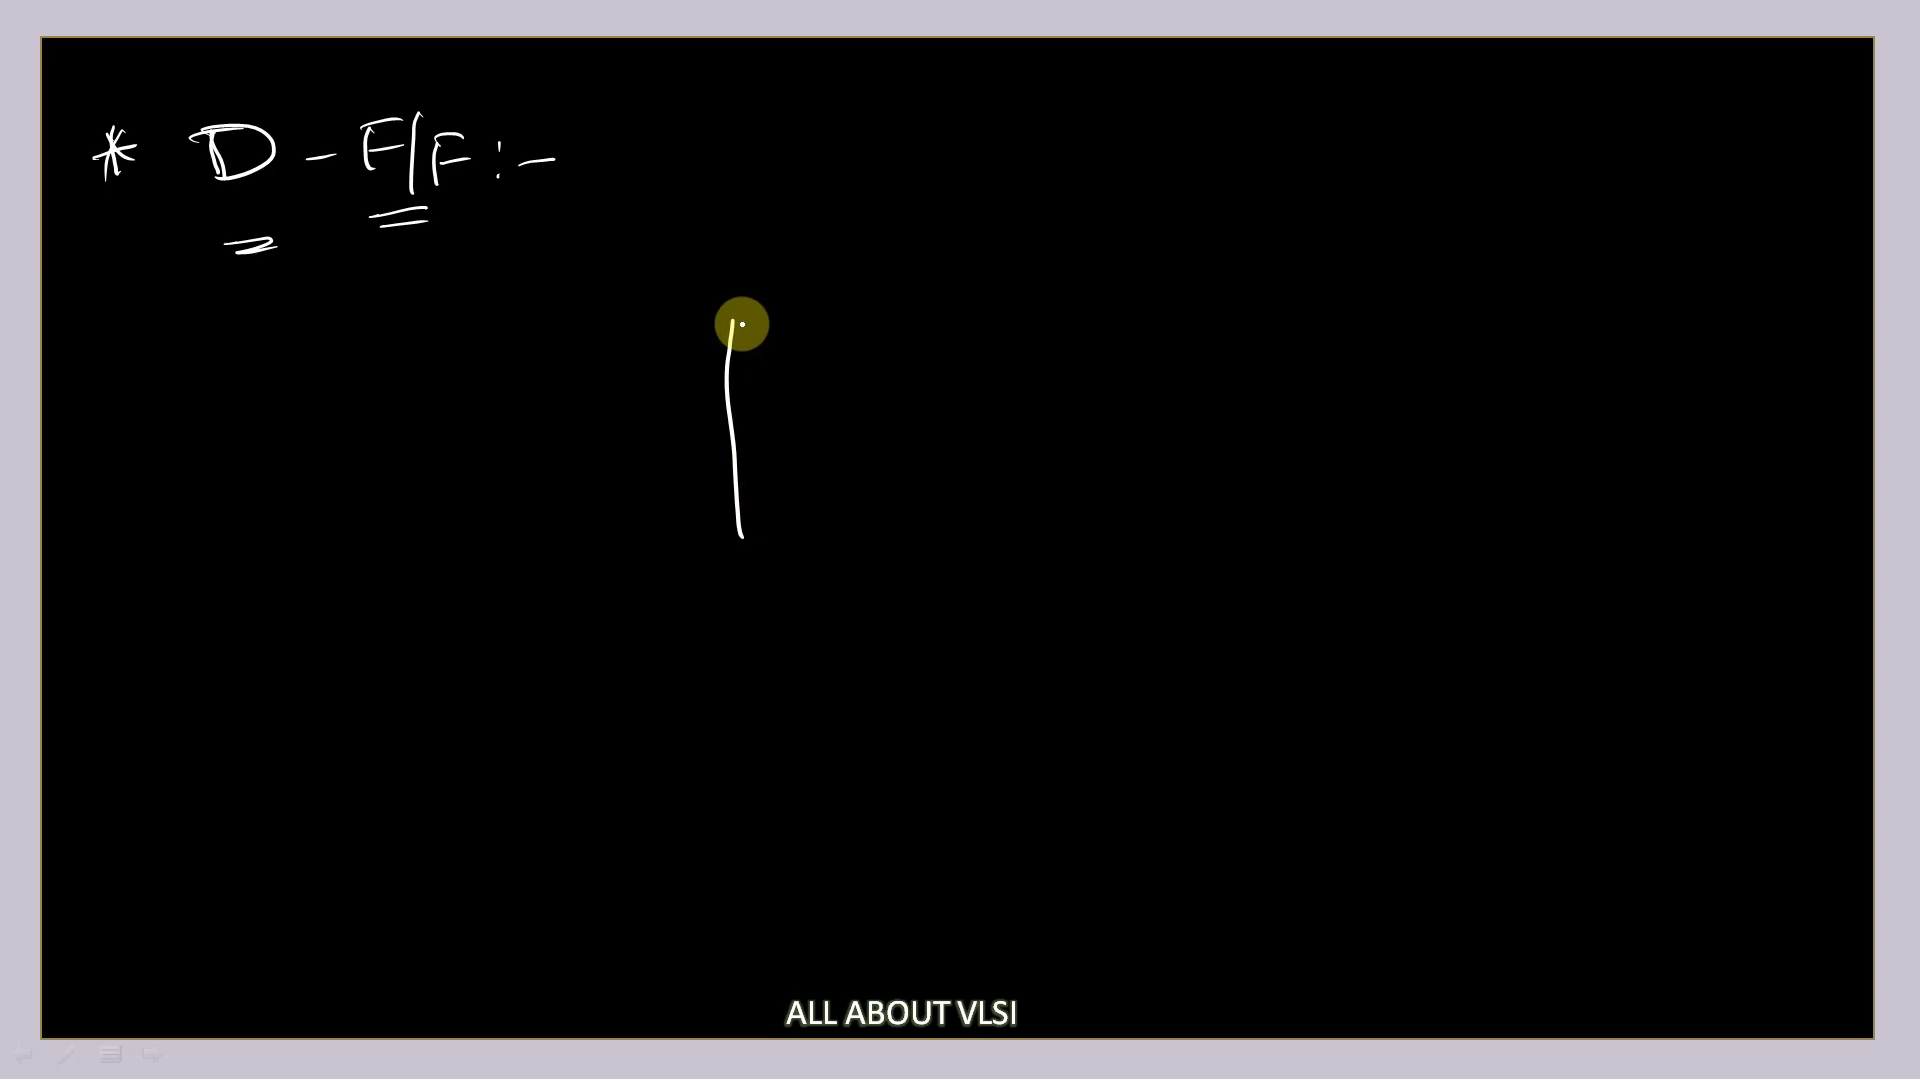 * D - F/F :-
ALL ABOUT VLSI